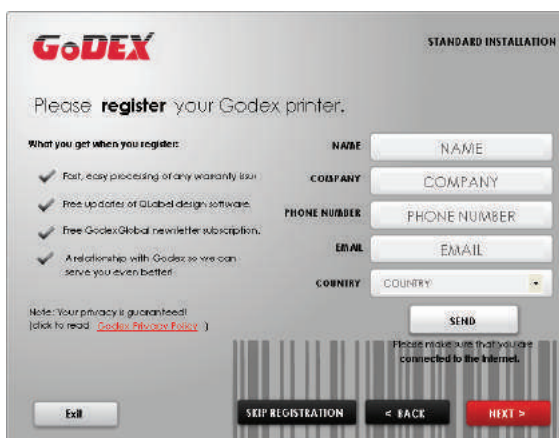 GoDEX
STANDARD INSTALLATION
Please register your Godex printer.
What you get when you register:
Fast, easy processing of any warranty issu
Free updates of QLabel design software.
Free GodexGlobal newsletter subscription.
A relationship with Godex so we can
serve you even better!
Note: Your privacy is guaranteed!
(click to read Godex Privacy Policy )
NAME NAME
COMPANY COMPANY
PHONE NUMBER PHONE NUMBER
EMAIL EMAIL
COUNTRY COUNTRY
SEND
Please make sure that you are
connected to the Internet.
Exit
SKIP REGISTRATION
< BACK
NEXT >